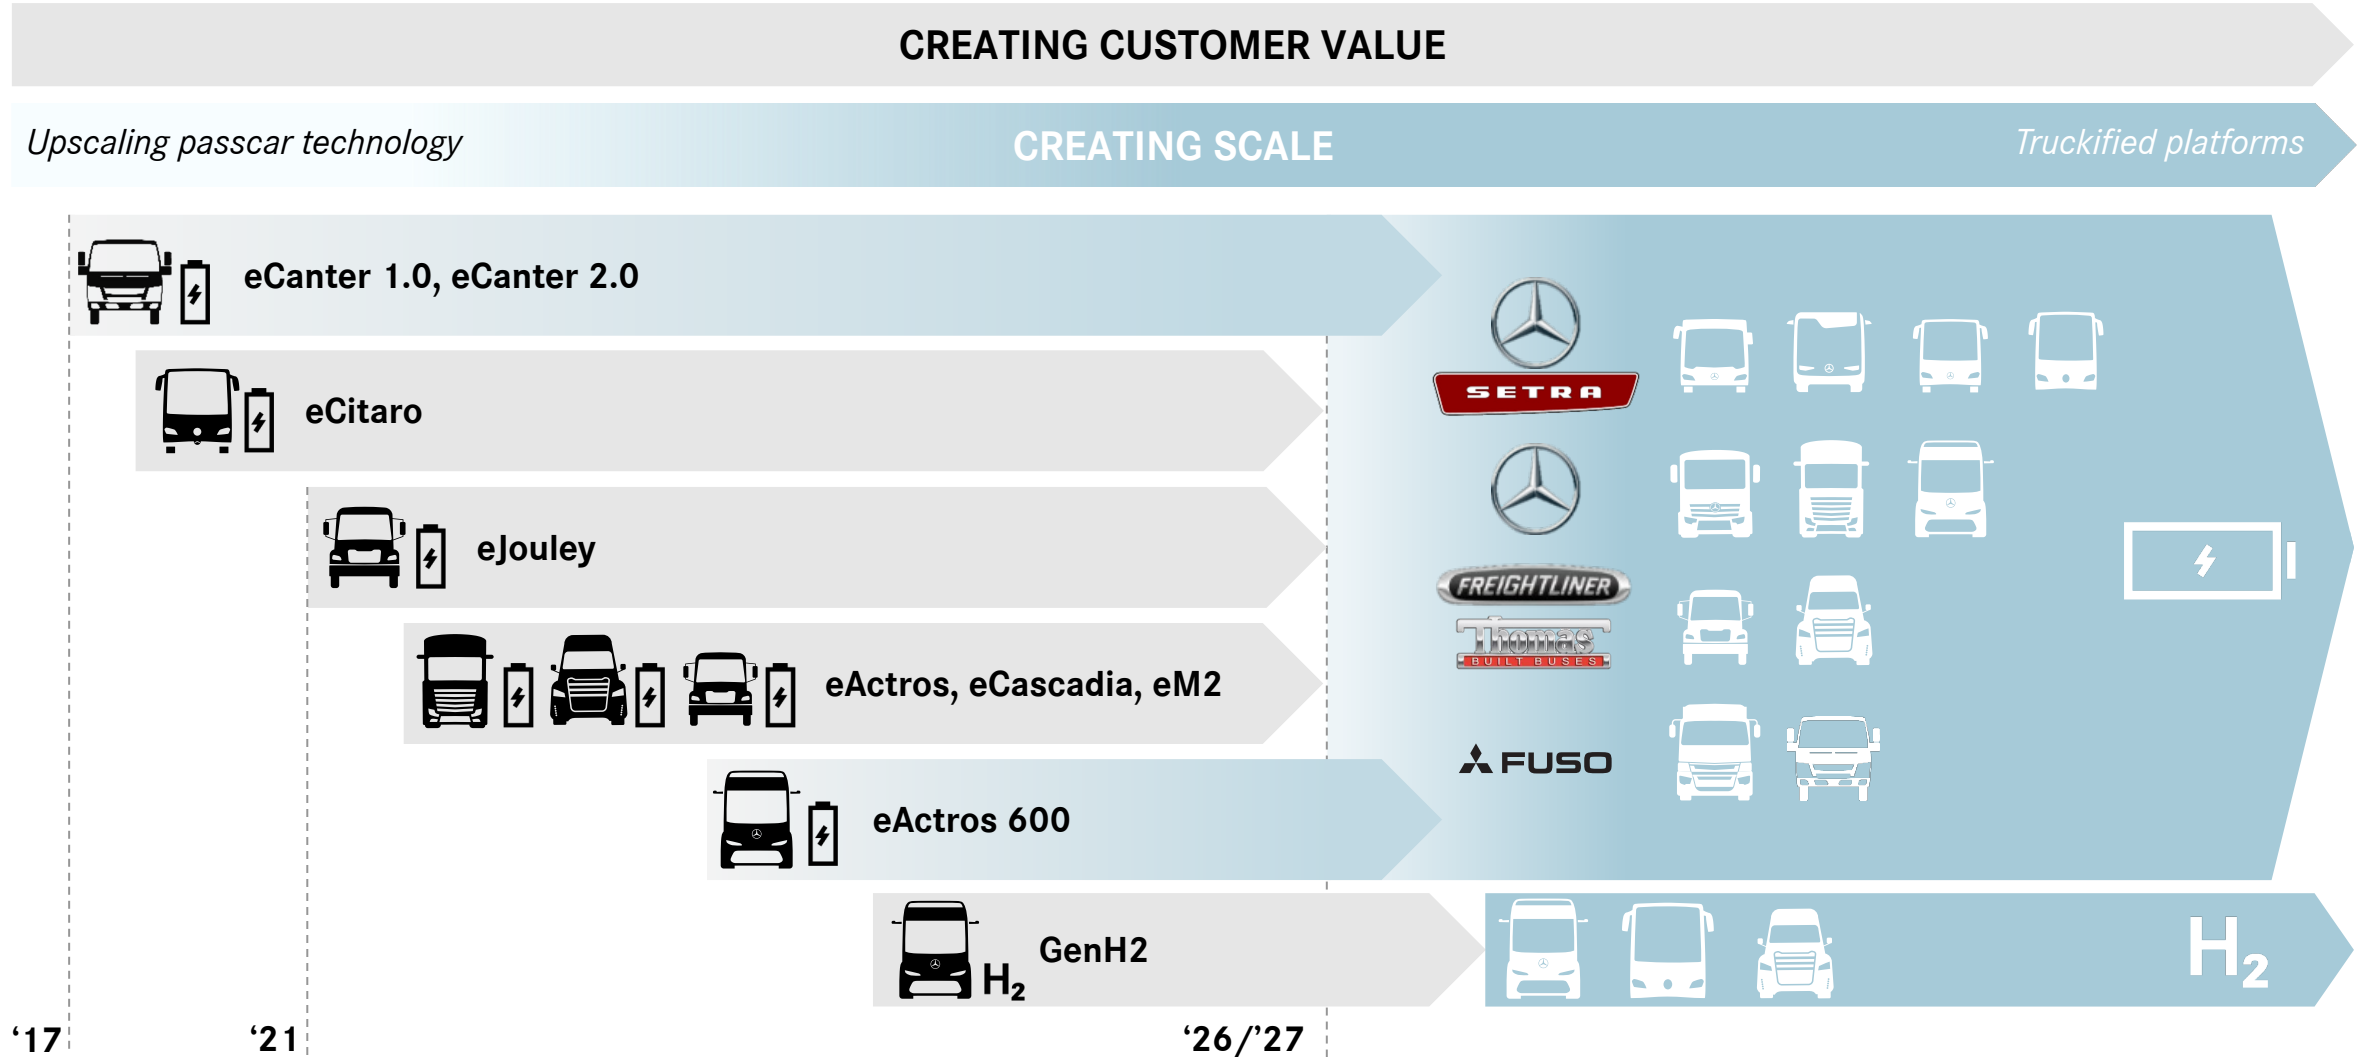 CREATING CUSTOMER VALUE
Upscaling passcar technology
CREATING SCALE
Truckified platforms
eCanter 1.0, eCanter 2.0
eCitaro
eJouley
eActros, eCascadia, eM2
eActros 600
H₂
GenH2
SETRA
FREIGHTLINER
Thomas
BUILT BUSES
FUSO
H₂
‘17
‘21
‘26/’27